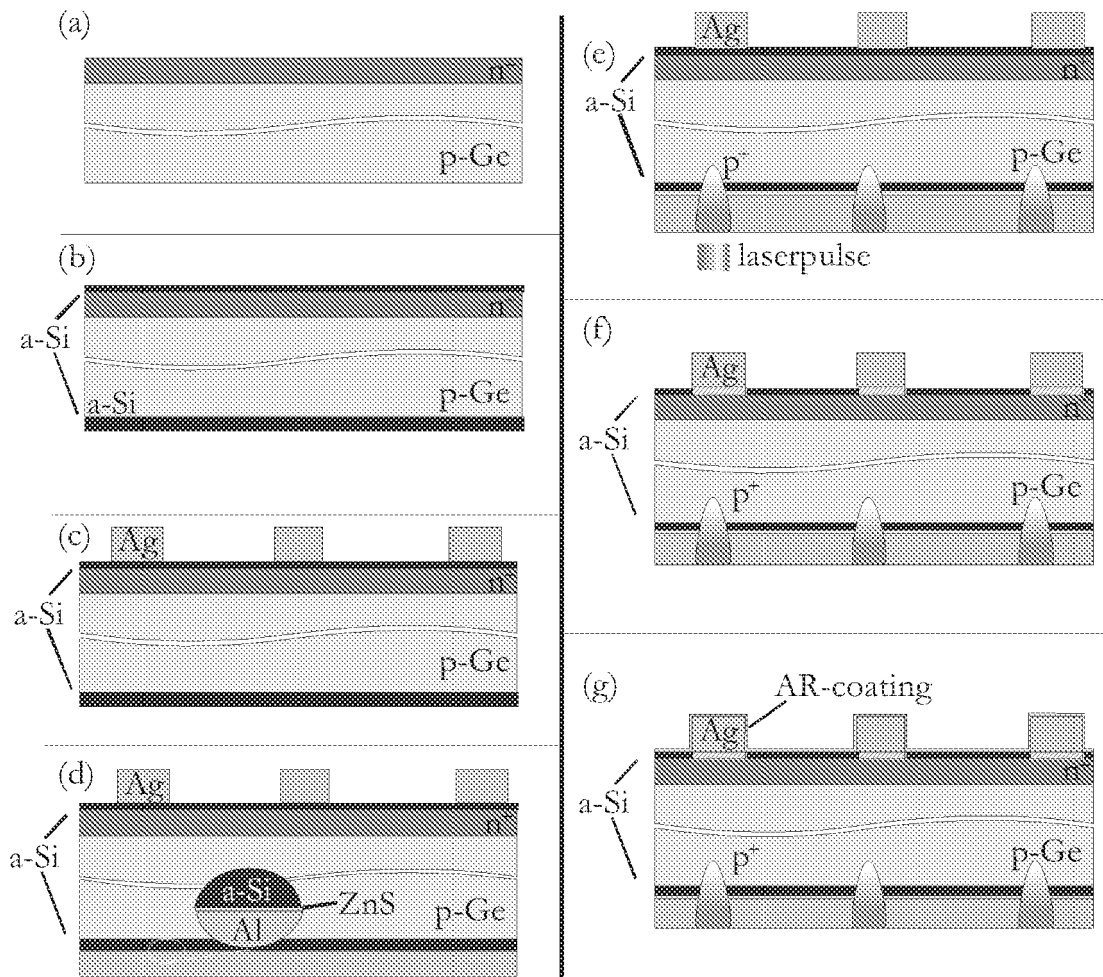 (a)
n⁺
p-Ge
(b)
n⁺
a-Si
a-Si
p-Ge
(c)
Ag
n⁺
a-Si
p-Ge
(d)
Ag
n⁺
a-Si
a-Si
ZnS
Al
p-Ge
(e)
Ag
n⁺
a-Si
p⁺
p-Ge
laserpulse
(f)
Ag
n
a-Si
p⁺
p-Ge
(g)
AR-coating
Ag
n⁺
a-Si
p⁺
p-Ge